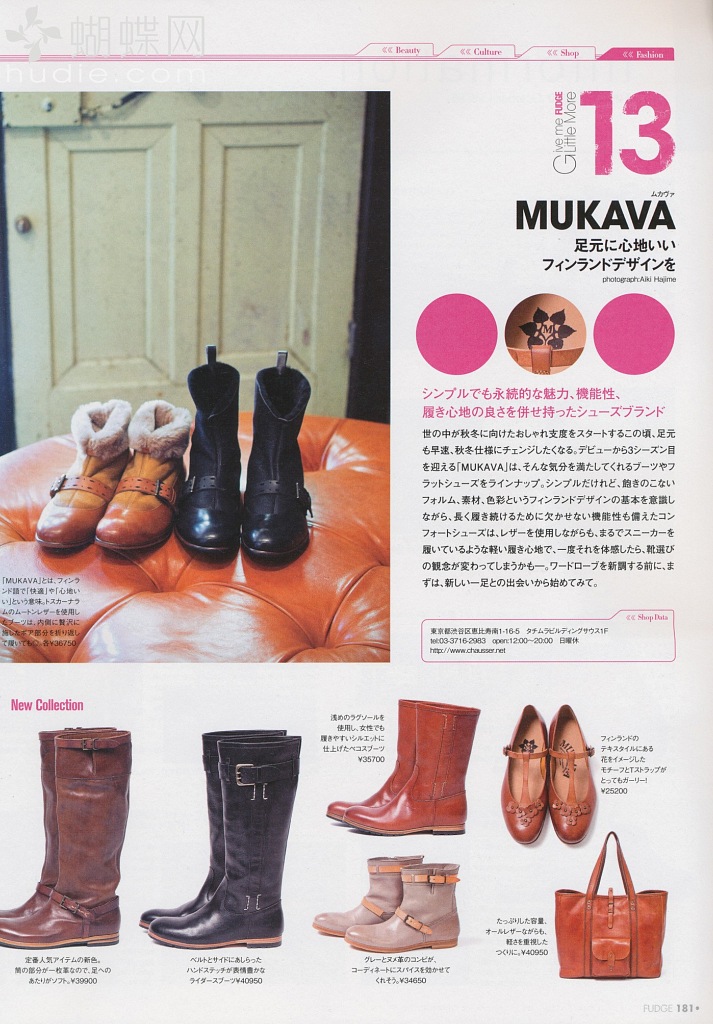 蝴蝶网
hudie.com
Beauty
Culture
Shop
Fashion
Give me FUDGE
Little More
13
ムカヴァ
MUKAVA
足元に心地いい
フィンランドデザインを
photograph:Aiki Hajime
M
シンプルでも永続的な魅力、機能性、
履き心地の良さを併せ持ったシューズブランド
世の中が秋冬に向けたおしゃれ支度をスタートするこの頃、足元
も早速、秋冬仕様にチェンジしたくなる。デビューから3シーズン目
を迎える「MUKAVA」は、そんな気分を満たしてくれるブーツやフ
ラットシューズをラインナップ。シンプルだけれど、飽きのこない
フォルム、素材、色彩というフィンランドデザインの基本を意識し
ながら、長く履き続けるために欠かせない機能性も備えたコン
フォートシューズは、レザーを使用しながらも、まるでスニーカーを
履いているような軽い履き心地で、一度それを体感したら、靴選び
の観念が変わってしまうかも―。ワードローブを新調する前に、ま
ずは、新しい一足との出会いから始めてみて。
「MUKAVA」とは、フィンラ
ンド語で「快適」や「心地い
い」という意味。トスカーナラ
ムのムートンレザーを使用し
たブーツは、内側に贅沢に
施したボア部分を折り返し
て履いても◎。各¥36750
Shop Data
東京都渋谷区恵比寿南1-16-5 タチムラビルディングサウス1F
tel:03-3716-2983 open:12:00〜20:00 日曜休
http://www.chausser.net
New Collection
浅めのラグソールを
使用し、女性でも
履きやすいシルエットに
仕上げたペコスブーツ
¥35700
フィンランドの
テキスタイルにある
花をイメージした
モチーフとTストラップが
とってもガーリー!
¥25200
たっぷりした容量、
オールレザーながらも、
軽さを重視した
つくりに。¥40950
定番人気アイテムの新色。
筒の部分が一枚革なので、足への
あたりがソフト。¥39900
ベルトとサイドにあしらった
ハンドステッチが表情豊かな
ライダースブーツ¥40950
グレーとヌメ革のコンビが、
コーディネートにスパイスを効かせて
くれそう。¥34650
FUDGE 181